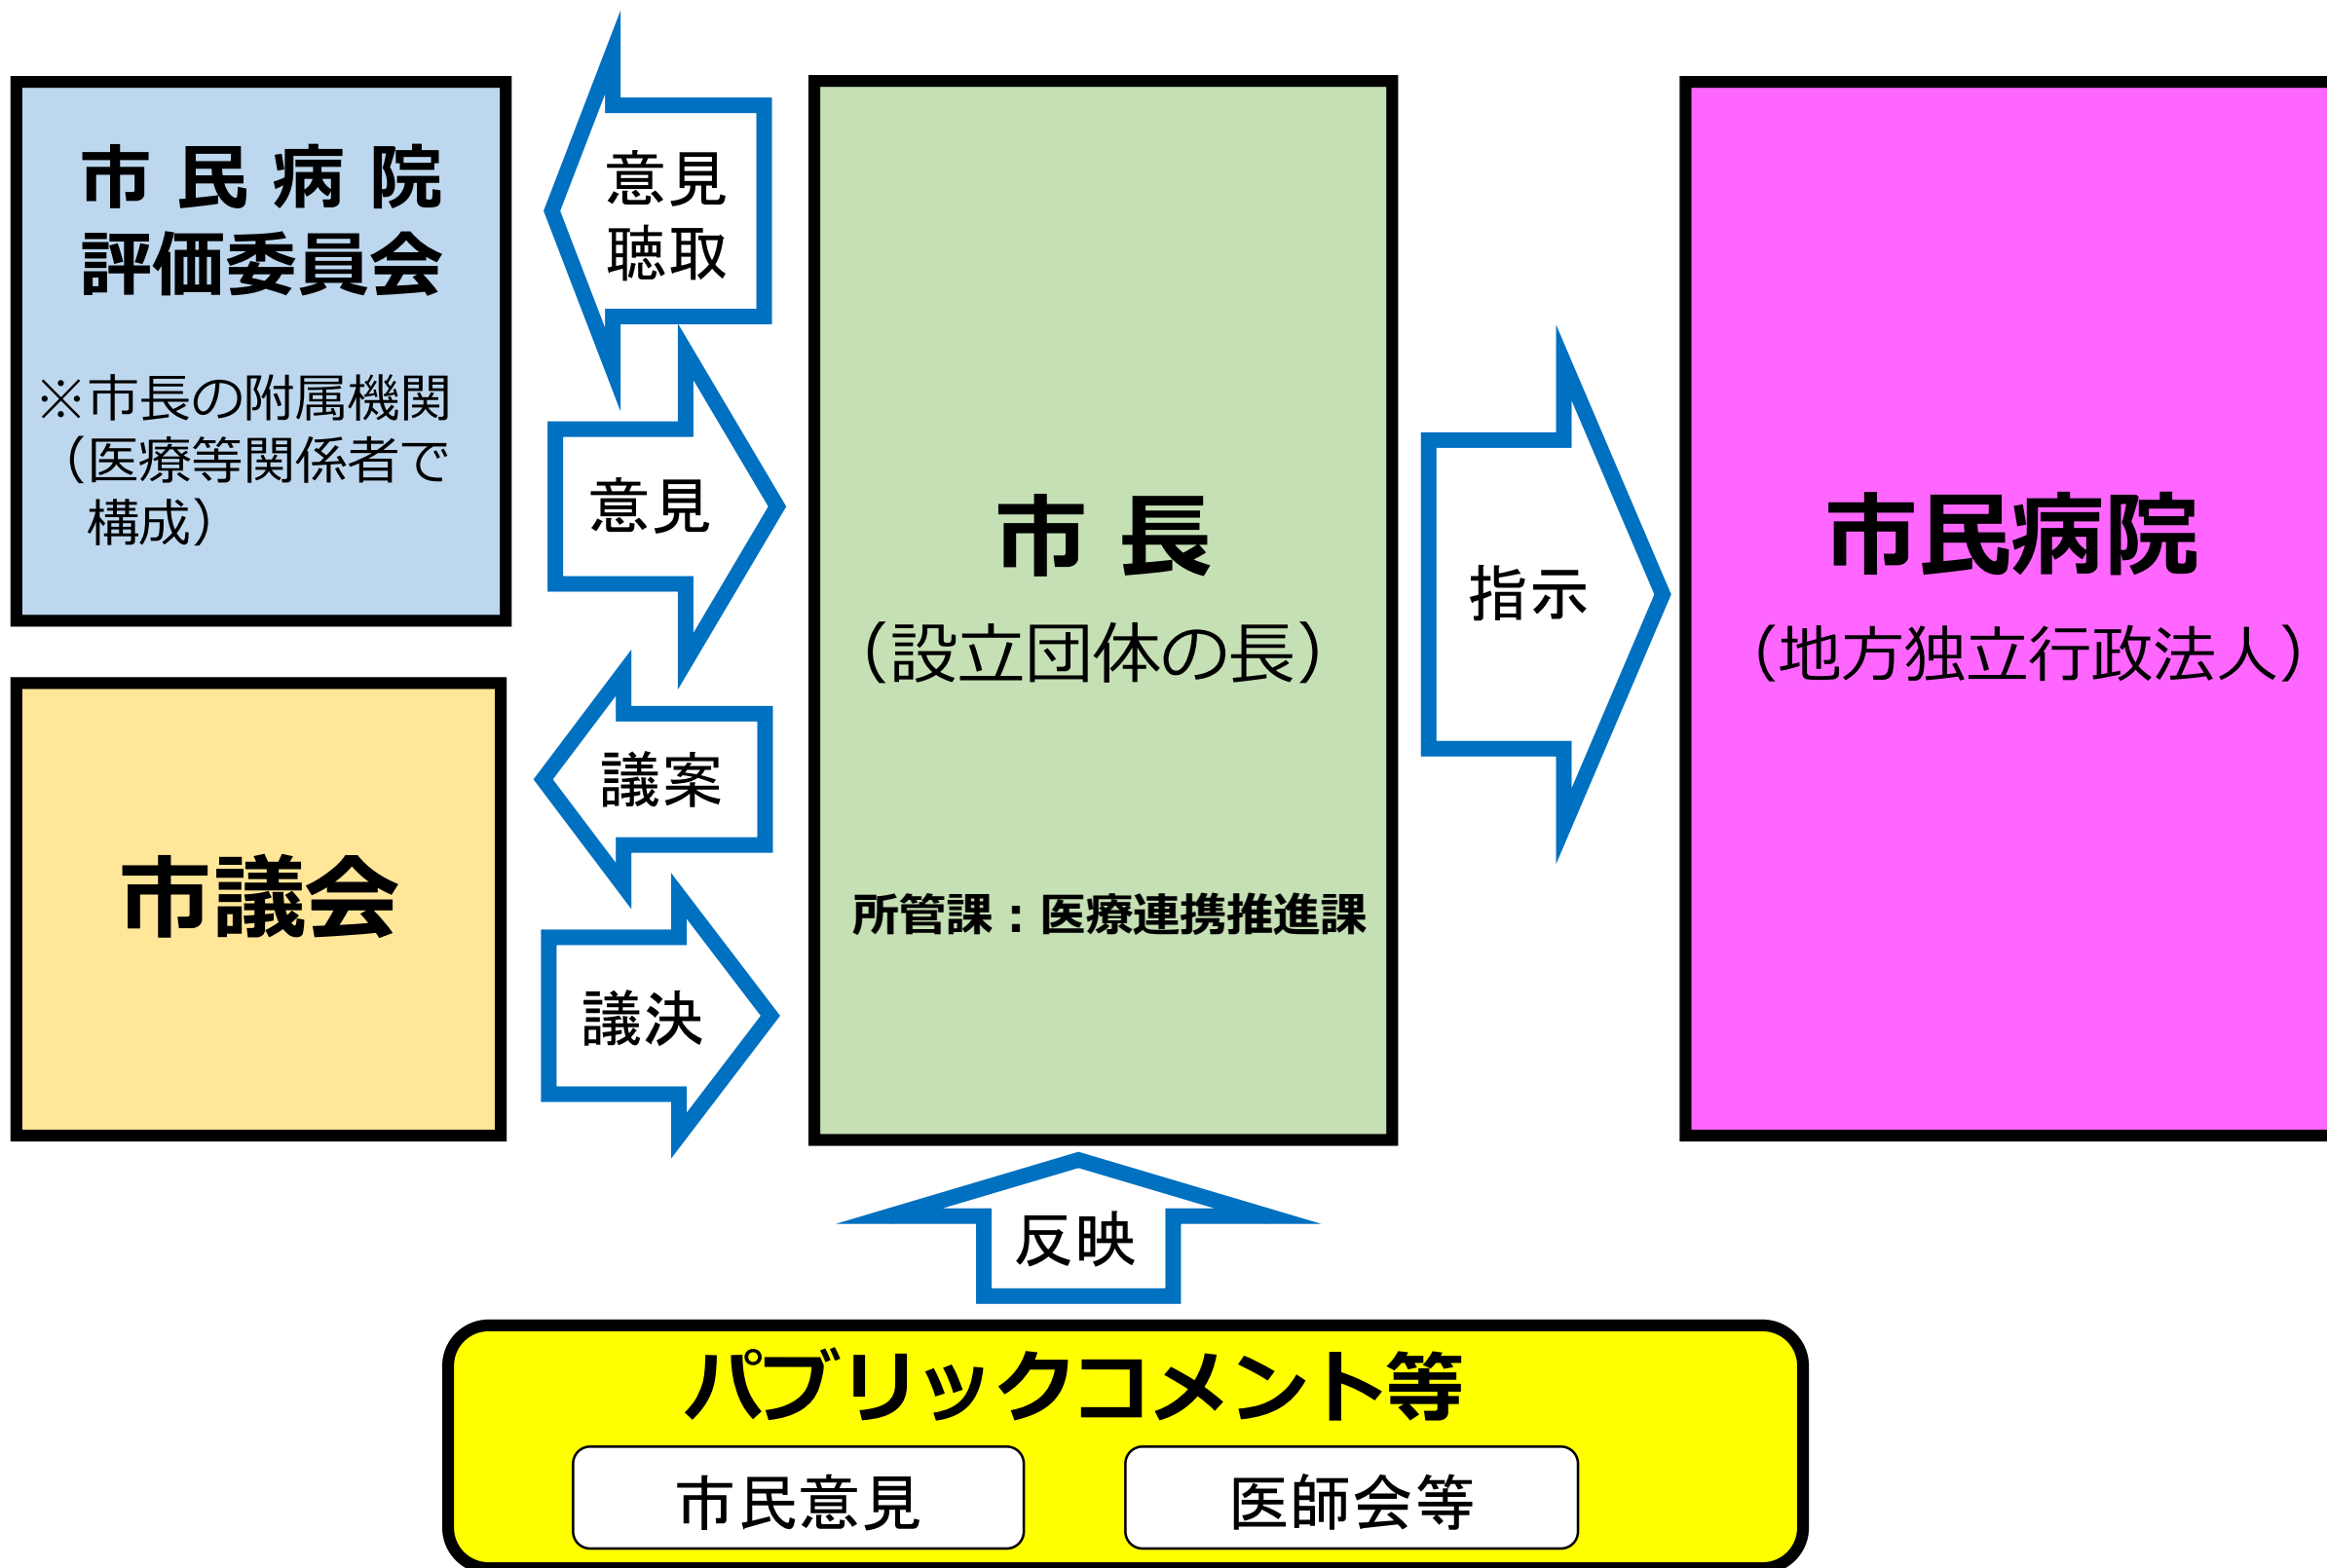 市 民 病 院
評価委員会
※市長の附属機関
（医療等関係者で
構成）
意見
聴取
意見
市議会
議案
議決
市 長
（設立団体の長）
所管課：医療連携推進課
指示
市民病院
（地方独立行政法人）
反映
パブリックコメント等
市民意見
医師会等